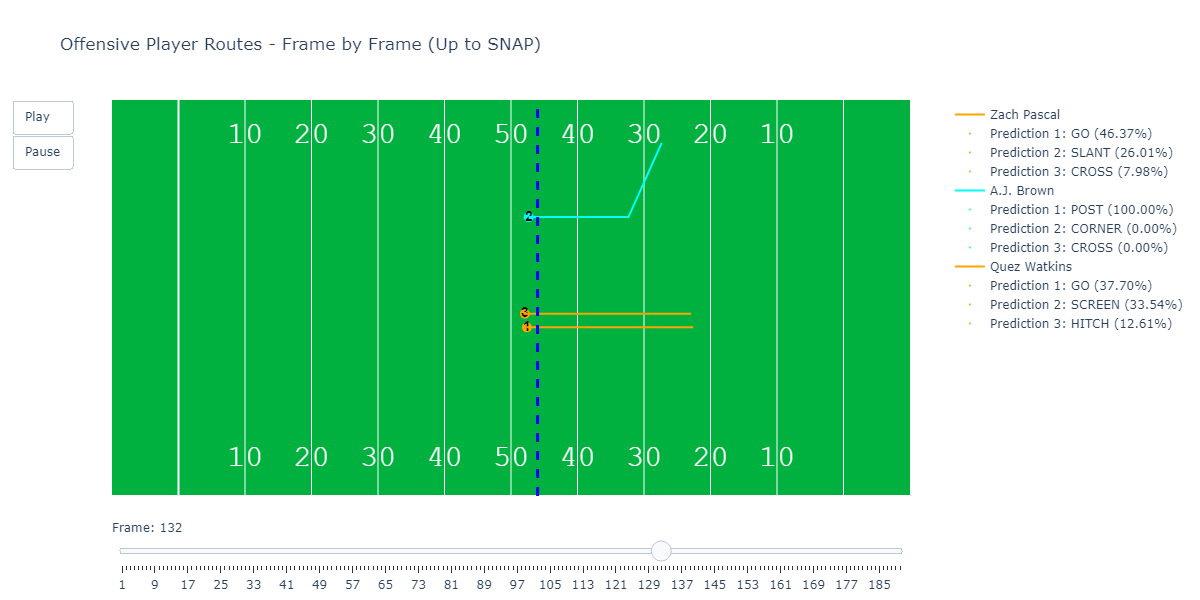 Offensive Player Routes - Frame by Frame (Up to SNAP)
Play
Pause
10 20 30 40 50 40 30 20 10
2
3
1
10 20 30 40 50 40 30 20 10
Zach Pascal
Prediction 1: GO (46.37%)
Prediction 2: SLANT (26.01%)
Prediction 3: CROSS (7.98%)
A.J. Brown
Prediction 1: POST (100.00%)
Prediction 2: CORNER (0.00%)
Prediction 3: CROSS (0.00%)
Quez Watkins
Prediction 1: GO (37.70%)
Prediction 2: SCREEN (33.54%)
Prediction 3: HITCH (12.61%)
Frame: 132
1 9 17 25 33 41 49 57 65 73 81 89 97 105 113 121 129 137 145 153 161 169 177 185